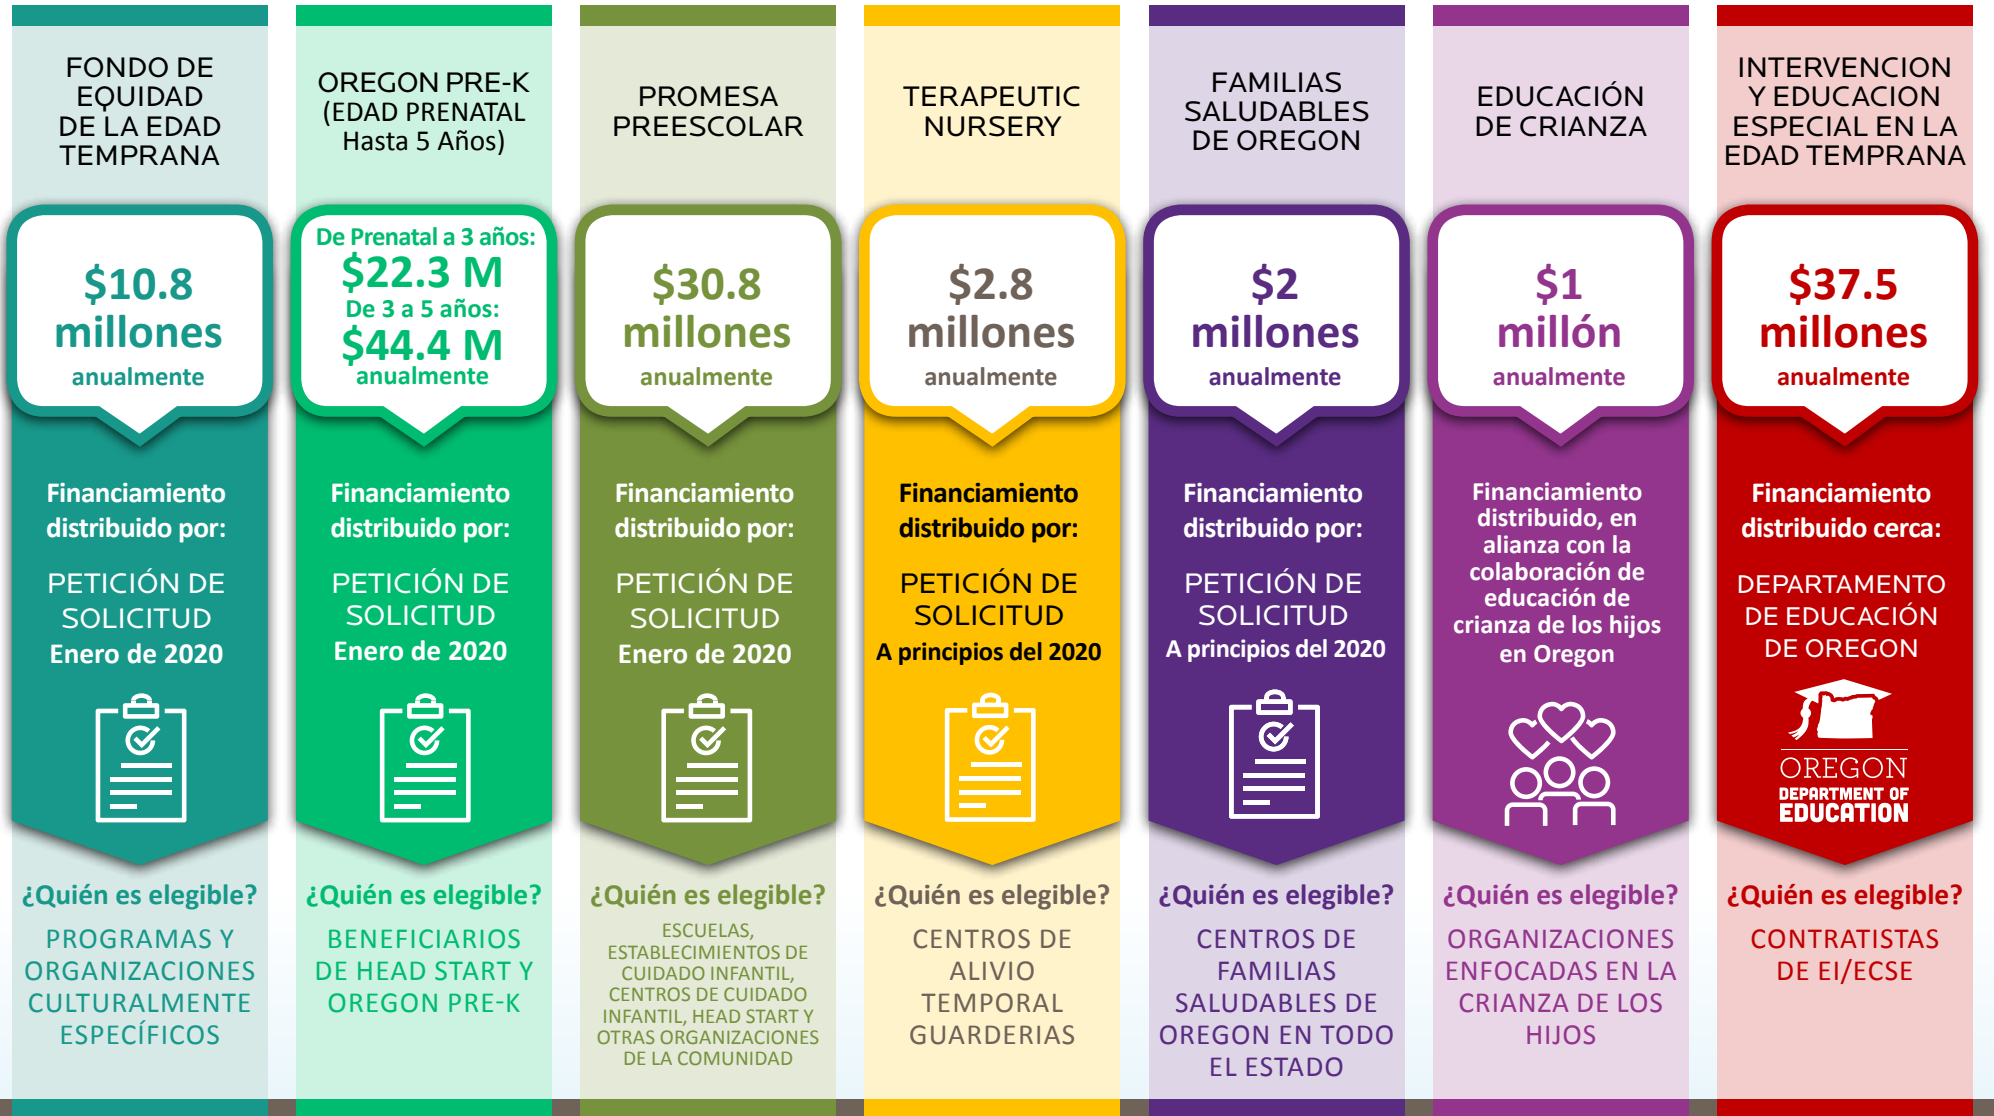 FONDO DE
EQUIDAD
DE LA EDAD
TEMPRANA
$10.8
millones
anualmente
Financiamiento
distribuido por:
PETICIÓN DE
SOLICITUD
Enero de 2020
¿Quién es elegible?
PROGRAMAS Y
ORGANIZACIONES
CULTURALMENTE
ESPECÍFICOS
OREGON PRE-K
(EDAD PRENATAL
Hasta 5 Años)
De Prenatal a 3 años:
$22.3 M
De 3 a 5 años:
$44.4 M
anualmente
Financiamiento
distribuido por:
PETICIÓN DE
SOLICITUD
Enero de 2020
¿Quién es elegible?
BENEFICIARIOS
DE HEAD START Y
OREGON PRE-K
PROMESA
PREESCOLAR
$30.8
millones
anualmente
Financiamiento
distribuido por:
PETICIÓN DE
SOLICITUD
Enero de 2020
¿Quién es elegible?
ESCUELAS,
ESTABLECIMIENTOS DE
CUIDADO INFANTIL,
CENTROS DE CUIDADO
INFANTIL, HEAD START Y
OTRAS ORGANIZACIONES
DE LA COMUNIDAD
TERAPEUTIC
NURSERY
$2.8
millones
anualmente
Financiamiento
distribuido por:
PETICIÓN DE
SOLICITUD
A principios del 2020
¿Quién es elegible?
CENTROS DE
ALIVIO
TEMPORAL
GUARDERIAS
FAMILIAS
SALUDABLES
DE OREGON
$2
millones
anualmente
Financiamiento
distribuido por:
PETICIÓN DE
SOLICITUD
A principios del 2020
¿Quién es elegible?
CENTROS DE
FAMILIAS
SALUDABLES DE
OREGON EN TODO
EL ESTADO
EDUCACIÓN
DE CRIANZA
$1
millón
anualmente
Financiamiento
distribuido, en
alianza con la
colaboración de
educación de
crianza de los hijos
en Oregon
¿Quién es elegible?
ORGANIZACIONES
ENFOCADAS EN LA
CRIANZA DE LOS
HIJOS
INTERVENCION
Y EDUCACION
ESPECIAL EN LA
EDAD TEMPRANA
$37.5
millones
anualmente
Financiamiento
distribuido cerca:
DEPARTAMENTO
DE EDUCACIÓN
DE OREGON
OREGON
DEPARTMENT OF
EDUCATION
¿Quién es elegible?
CONTRATISTAS
DE EI/ECSE